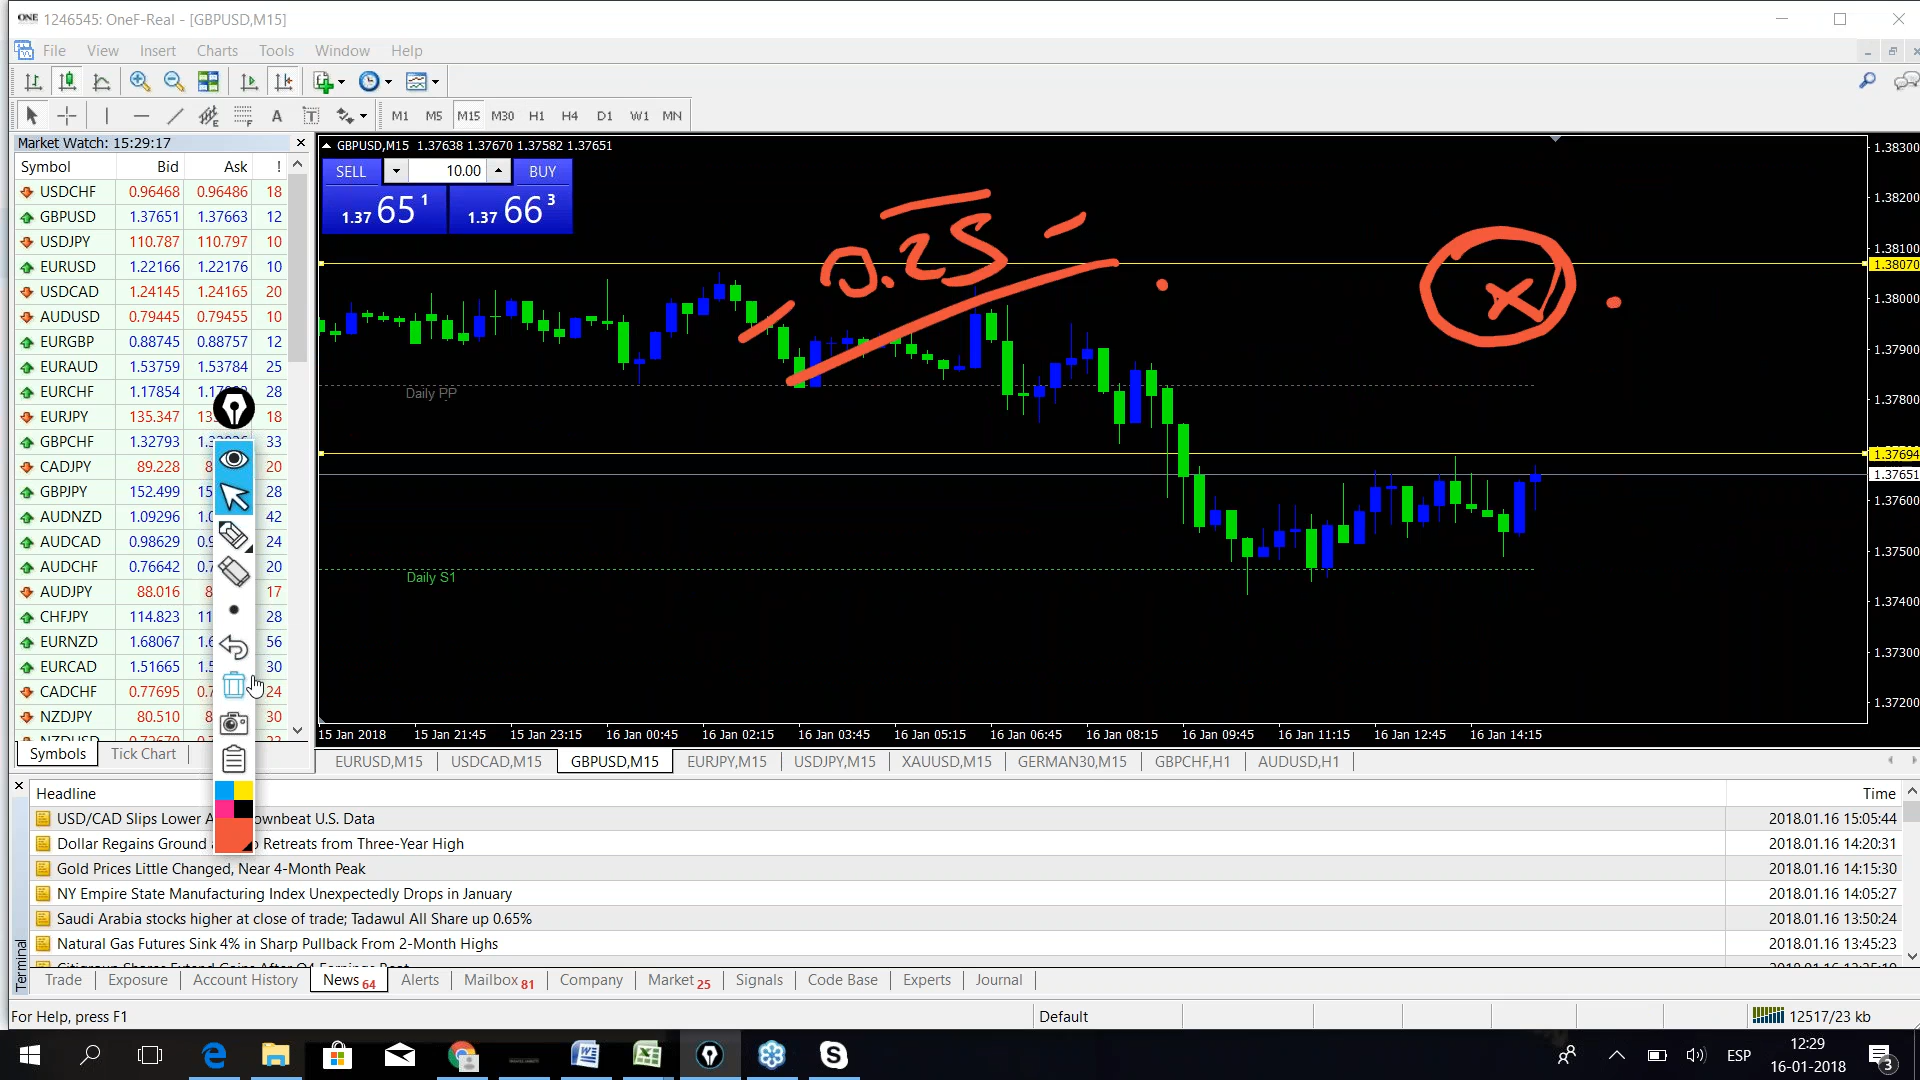 ONE 1246545: OneF-Real - [GBPUSD,M15]
File View Insert Charts Tools Window Help
M1 M5 M15 M30 H1 H4 D1 W1 MN
Market Watch: 15:29:17
Symbol Bid Ask !
USDCHF 0.96468 0.96486 18
GBPUSD 1.37651 1.37663 12
USDJPY 110.787 110.797 10
EURUSD 1.22166 1.22176 10
USDCAD 1.24145 1.24165 20
AUDUSD 0.79445 0.79455 10
EURGBP 0.88745 0.88757 12
EURAUD 1.53759 1.53784 25
EURCHF 1.17854 28
EURJPY 135.347 18
GBPCHF 1.32793 33
CADJPY 89.228 20
GBPJPY 152.499 28
AUDNZD 1.09296 42
AUDCAD 0.98629 24
AUDCHF 0.76642 20
AUDJPY 88.016 17
CHFJPY 114.823 28
EURNZD 1.68067 56
EURCAD 1.51665 30
CADCHF 0.77695 24
NZDJPY 80.510 30
Symbols Tick Chart
GBPUSD,M15 1.37638 1.37670 1.37582 1.37651
SELL 10.00 BUY
1.37 65 1 1.37 66 3
0.25
x
Daily PP
Daily S1
1.38300
1.38200
1.38100
1.38070
1.38000
1.37900
1.37800
1.37694
1.37651
1.37600
1.37500
1.37400
1.37300
1.37200
15 Jan 2018 15 Jan 21:45 15 Jan 23:15 16 Jan 00:45 16 Jan 02:15 16 Jan 03:45 16 Jan 05:15 16 Jan 06:45 16 Jan 08:15 16 Jan 09:45 16 Jan 11:15 16 Jan 12:45 16 Jan 14:15
EURUSD,M15 USDCAD,M15 GBPUSD,M15 EURJPY,M15 USDJPY,M15 XAUUSD,M15 GERMAN30,M15 GBPCHF,H1 AUDUSD,H1
Headline Time
USD/CAD Slips Lower A ownbeat U.S. Data 2018.01.16 15:05:44
Dollar Regains Ground Retreats from Three-Year High 2018.01.16 14:20:31
Gold Prices Little Changed, Near 4-Month Peak 2018.01.16 14:15:30
NY Empire State Manufacturing Index Unexpectedly Drops in January 2018.01.16 14:05:27
Saudi Arabia stocks higher at close of trade; Tadawul All Share up 0.65% 2018.01.16 13:50:24
Natural Gas Futures Sink 4% in Sharp Pullback From 2-Month Highs 2018.01.16 13:45:23
Terminal
Trade Exposure Account History News 64 Alerts Mailbox 81 Company Market 25 Signals Code Base Experts Journal
For Help, press F1 Default 12517/23 kb
ESP 12:29
16-01-2018 3